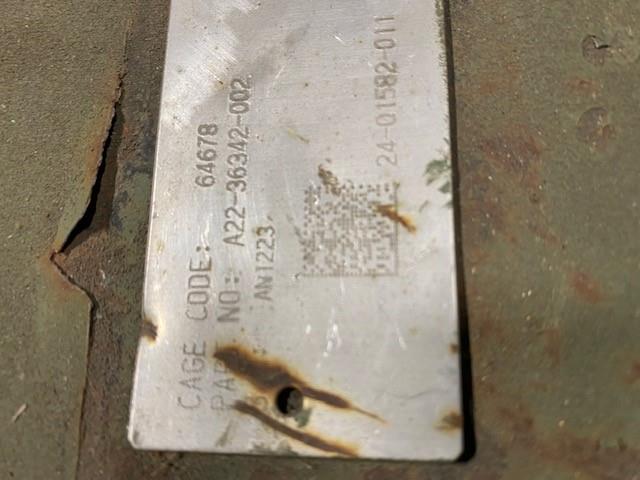 CAGE CODE: 64678
PART NO: A22-36342-002
AN1223
24-01582-011